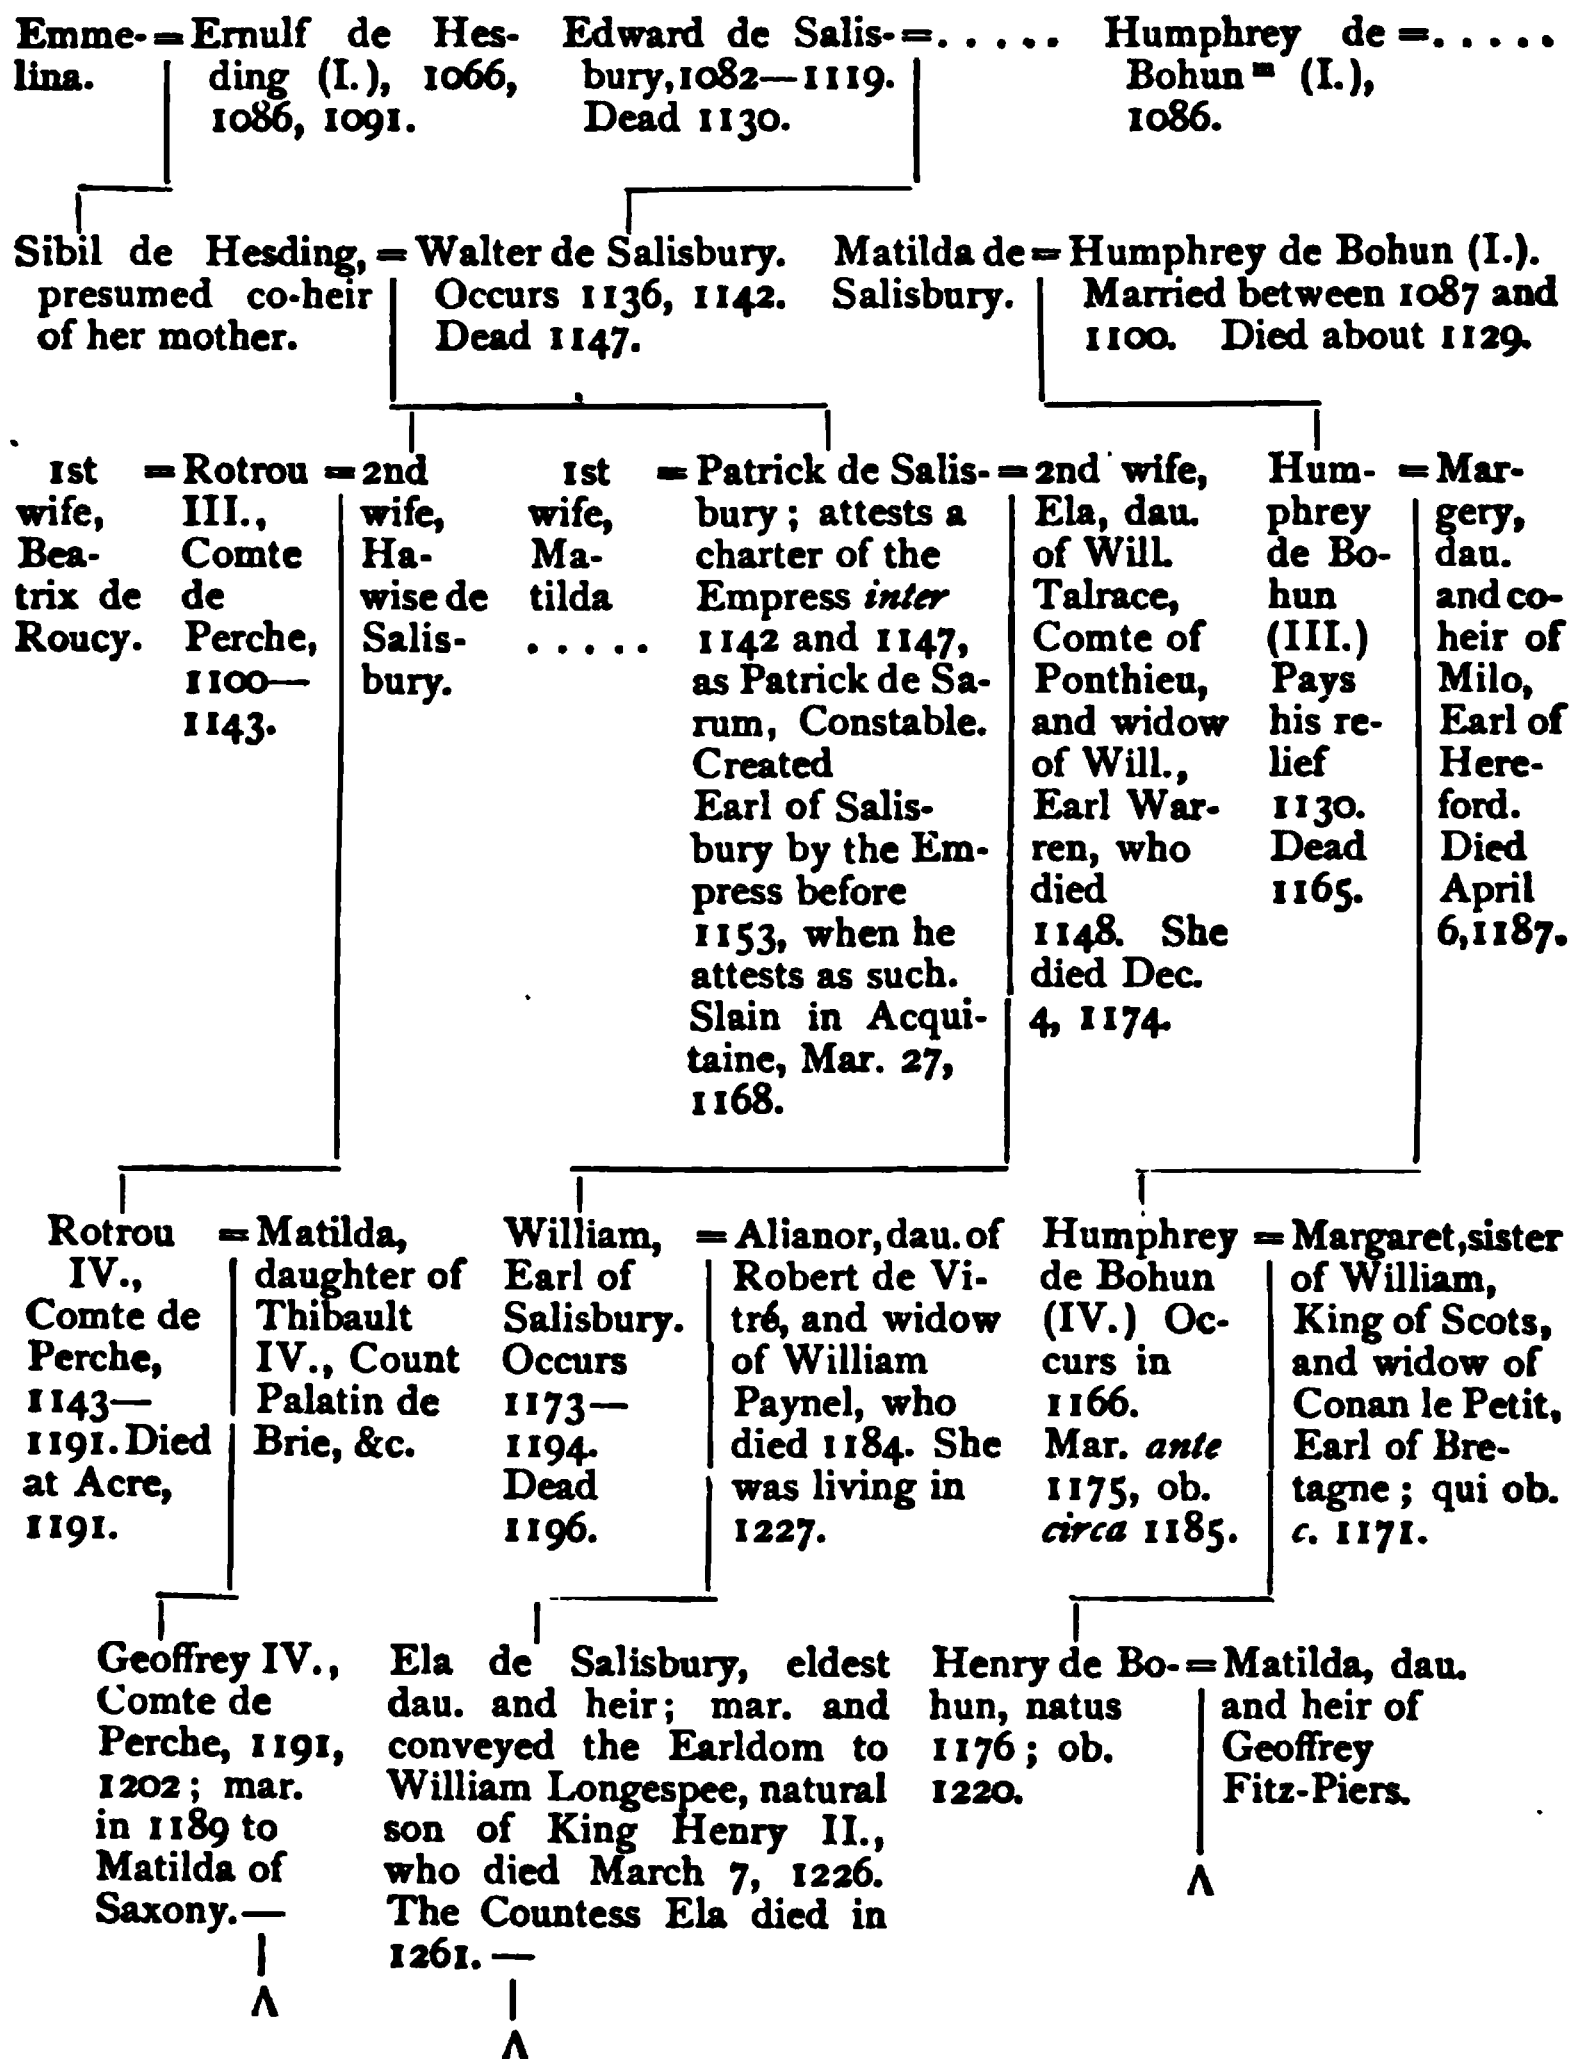 Emme- = Ernulf de Hes-
lina. ding (I.), 1066,
1086, 1091.
Edward de Salis- = . . . . .
bury, 1082—1119.
Dead 1130.
Humphrey de = . . . . .
Bohun ᵐ (I.),
1086.
Sibil de Hesding, =
presumed co-heir
of her mother.
Walter de Salisbury.
Occurs 1136, 1142.
Dead 1147.
Matilda de =
Salisbury.
Humphrey de Bohun (I.).
Married between 1087 and
1100. Died about 1129.
1st =
wife,
Bea-
trix de
Roucy.
Rotrou =
III.,
Comte
de
Perche,
1100—
1143.
2nd
wife,
Ha-
wise de
Salis-
bury.
1st =
wife,
Ma-
tilda
. . . . .
Patrick de Salis- =
bury ; attests a
charter of the
Empress inter
1142 and 1147,
as Patrick de Sa-
rum, Constable.
Created
Earl of Salis-
bury by the Em-
press before
1153, when he
attests as such.
Slain in Acqui-
taine, Mar. 27,
1168.
2nd wife,
Ela, dau.
of Will.
Talrace,
Comte of
Ponthieu,
and widow
of Will.,
Earl War-
ren, who
died
1148. She
died Dec.
4, 1174.
Hum- =
phrey
de Bo-
hun
(III.)
Pays
his re-
lief
1130.
Dead
1165.
Mar-
gery,
dau.
and co-
heir of
Milo,
Earl of
Here-
ford.
Died
April
6, 1187.
Rotrou =
IV.,
Comte de
Perche,
1143—
1191. Died
at Acre,
1191.
Matilda,
daughter of
Thibault
IV., Count
Palatin de
Brie, &c.
William, =
Earl of
Salisbury.
Occurs
1173—
1194.
Dead
1196.
Alianor, dau. of
Robert de Vi-
tré, and widow
of William
Paynel, who
died 1184. She
was living in
1227.
Humphrey =
de Bohun
(IV.) Oc-
curs in
1166.
Mar. ante
1175, ob.
circa 1185.
Margaret, sister
of William,
King of Scots,
and widow of
Conan le Petit,
Earl of Bre-
tagne ; qui ob.
c. 1171.
Geoffrey IV.,
Comte de
Perche, 1191,
1202 ; mar.
in 1189 to
Matilda of
Saxony.—
Ela de Salisbury, eldest
dau. and heir; mar. and
conveyed the Earldom to
William Longespee, natural
son of King Henry II.,
who died March 7, 1226.
The Countess Ela died in
1261. —
Henry de Bo- =
hun, natus
1176 ; ob.
1220.
Matilda, dau.
and heir of
Geoffrey
Fitz-Piers.